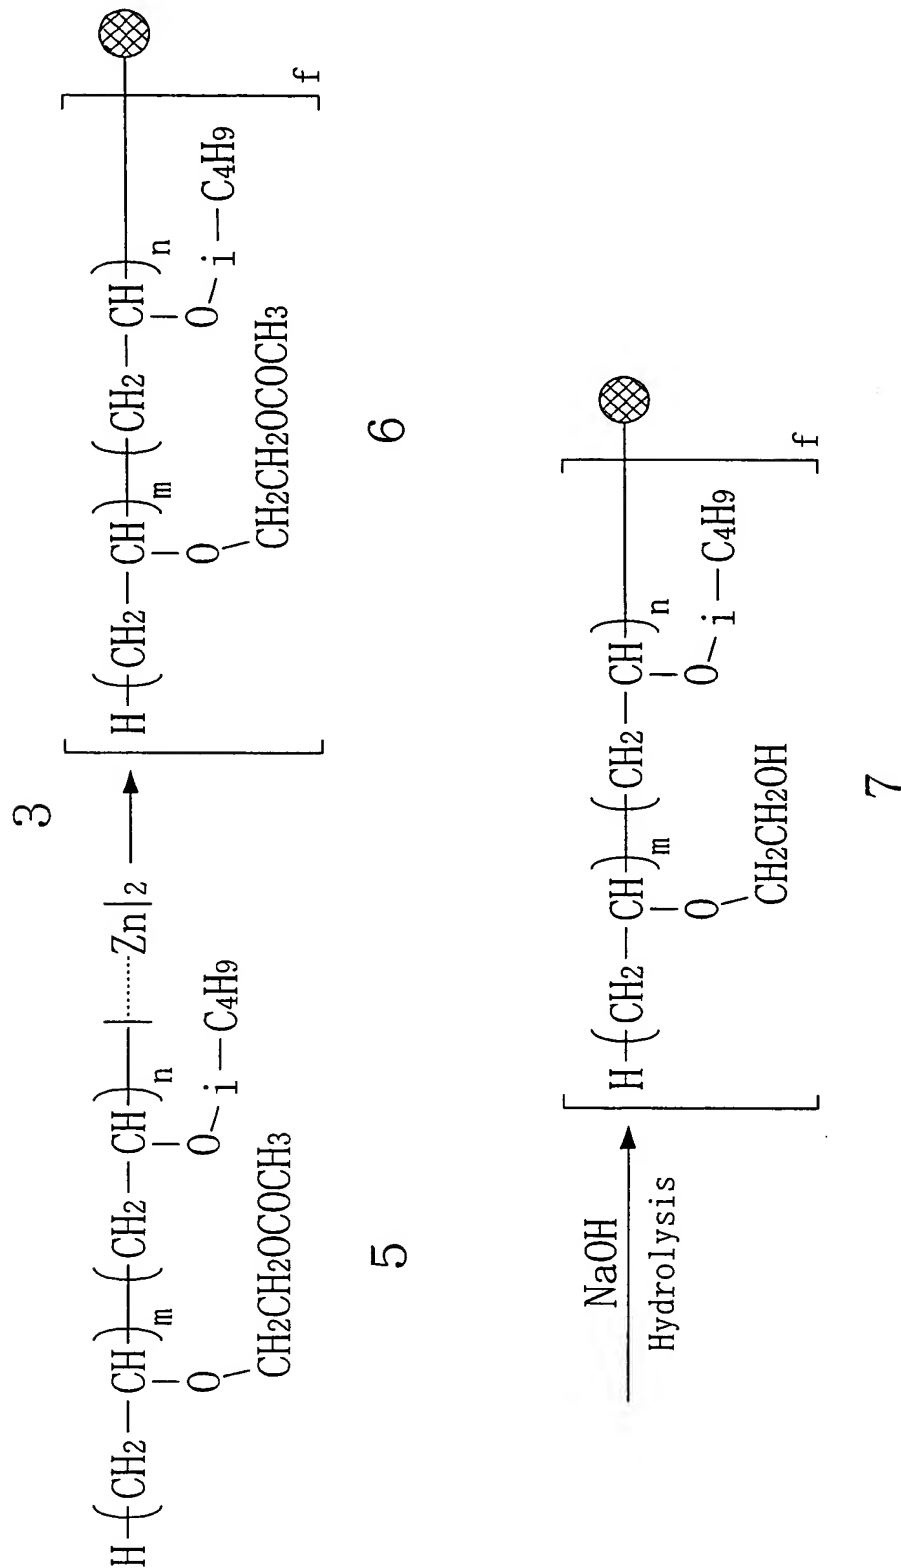 3
H (CH2 — CH)m (CH2 — CH)n | ...... Zn|2
O O
CH2CH2OCOCH3 i — C4H9
5
[ H (CH2 — CH)m (CH2 — CH)n ] f
O O
CH2CH2OCOCH3 i — C4H9
6
NaOH
Hydrolysis
[ H (CH2 — CH)m (CH2 — CH)n ] f
O O
CH2CH2OH i — C4H9
7